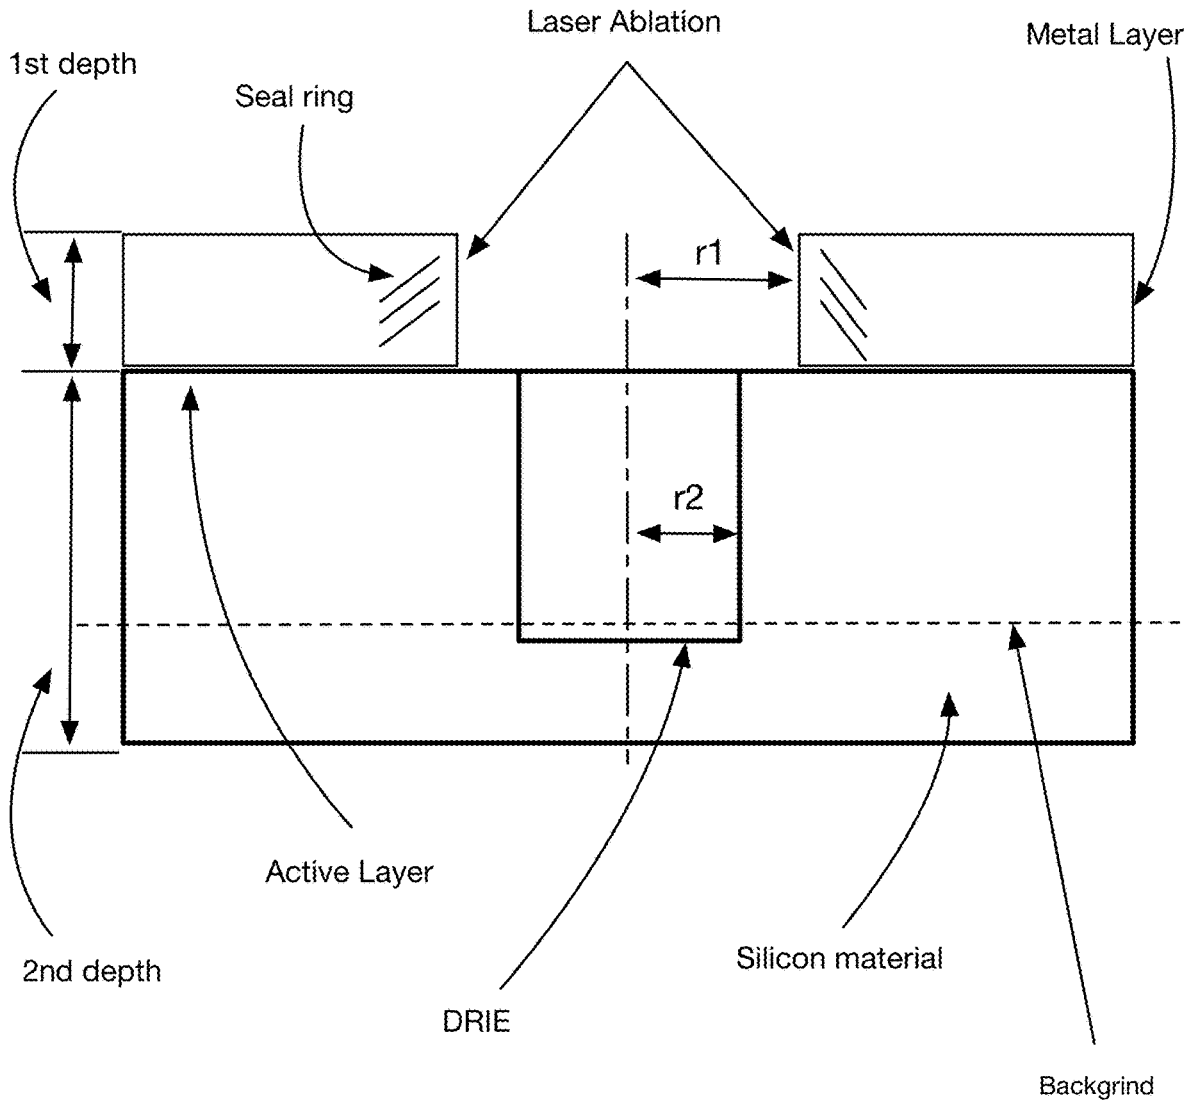 Laser Ablation
Metal Layer
1st depth
Seal ring
r1
r2
Active Layer
2nd depth
Silicon material
DRIE
Backgrind